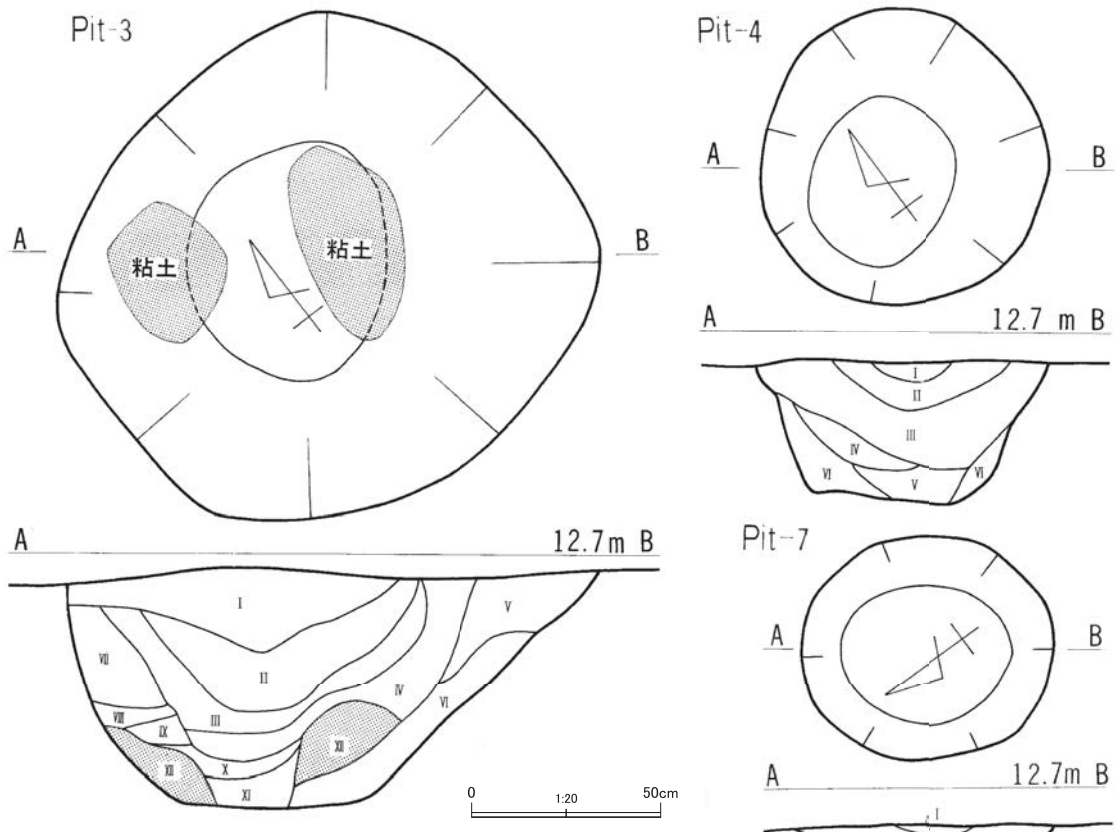 Pit-3
A
粘土
粘土
B
A
12.7m B
I
II
III
IV
V
VI
VII
VIII
IX
X
XI
XII
XII
0
1:20
50cm
Pit-4
A
B
A
12.7 m B
I
II
III
IV
V
VI
VI
Pit-7
A
B
A
12.7m B
I